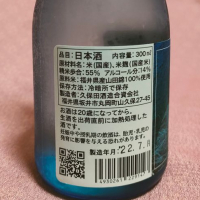 品目 日本酒 内容量 300ml
原材料名/米(国産)、米麹(国産米)
精米歩合/55% アルコール分/14%
原料米/福井県産山田錦100%使用
保存方法/冷暗所で保存
製造者/久保田酒造合資会社
福井県坂井市丸岡町山久保27-45
お酒は20歳になってから。
生酒を出荷直前に加熱処理した
酒です。
妊娠中や授乳期の飲酒は、胎児・乳児の
発育に悪影響を与える恐れがあります。
製造年月/'22.7.